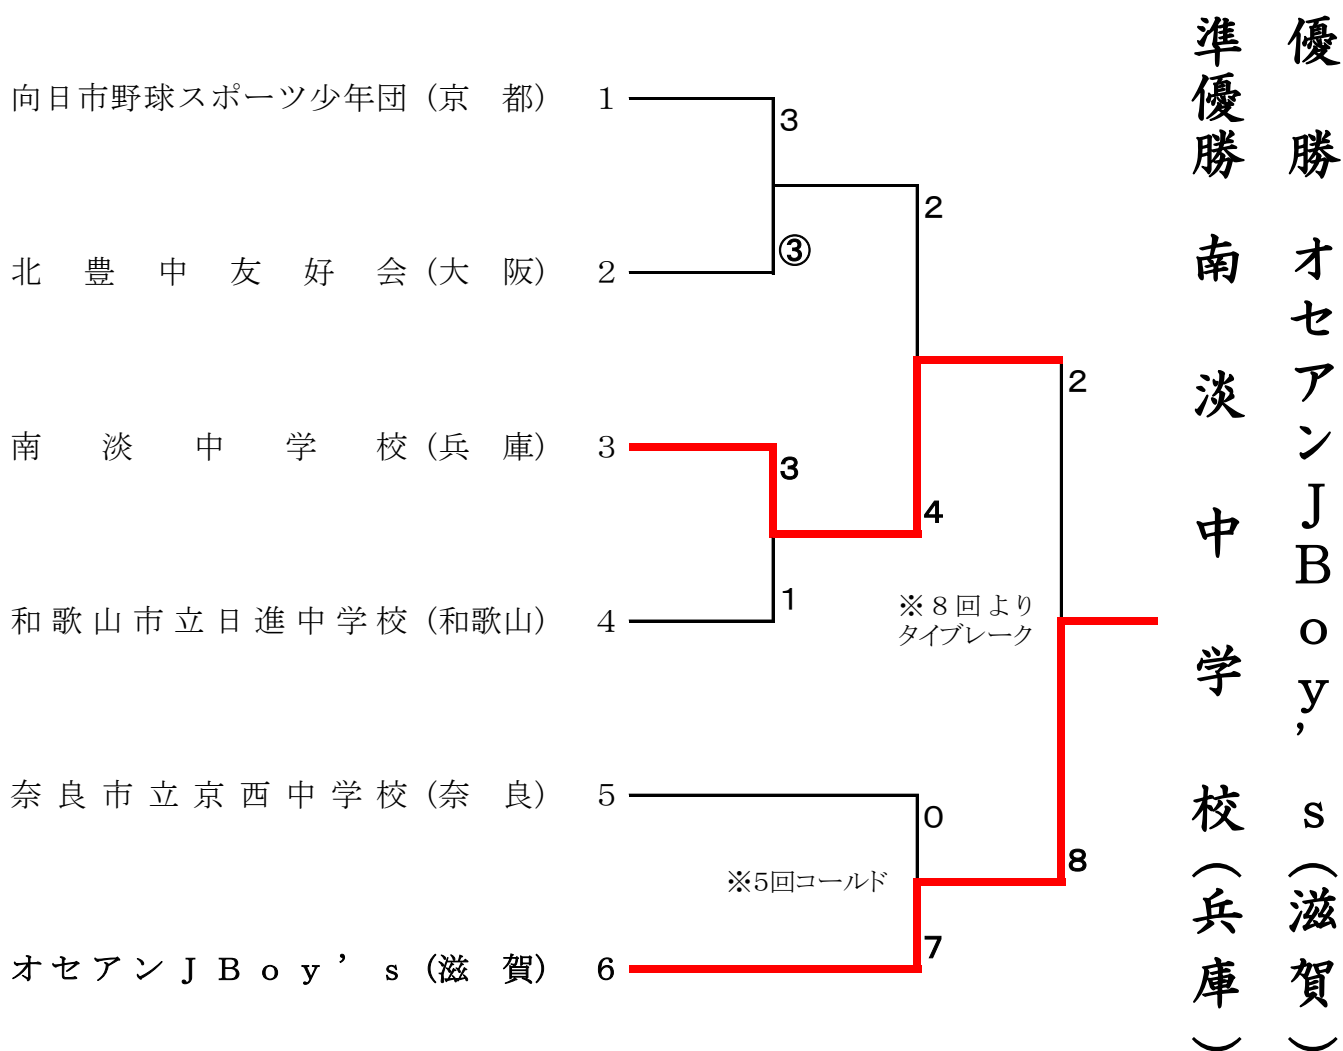 向日市野球スポーツ少年団 (京　都) 1
3
2
③
北豊中友好会 (大　阪) 2
2
南淡中学校 (兵　庫) 3
3
4
1
※８回より
タイブレーク
和歌山市立日進中学校 (和歌山) 4
奈良市立京西中学校 (奈　良) 5
0
8
※5回コールド
7
オセアンＪＢｏｙ’ｓ (滋　賀) 6
優　勝 オセアンＪＢｏｙ’ｓ（滋賀）
準優勝 南淡中学校（兵庫）